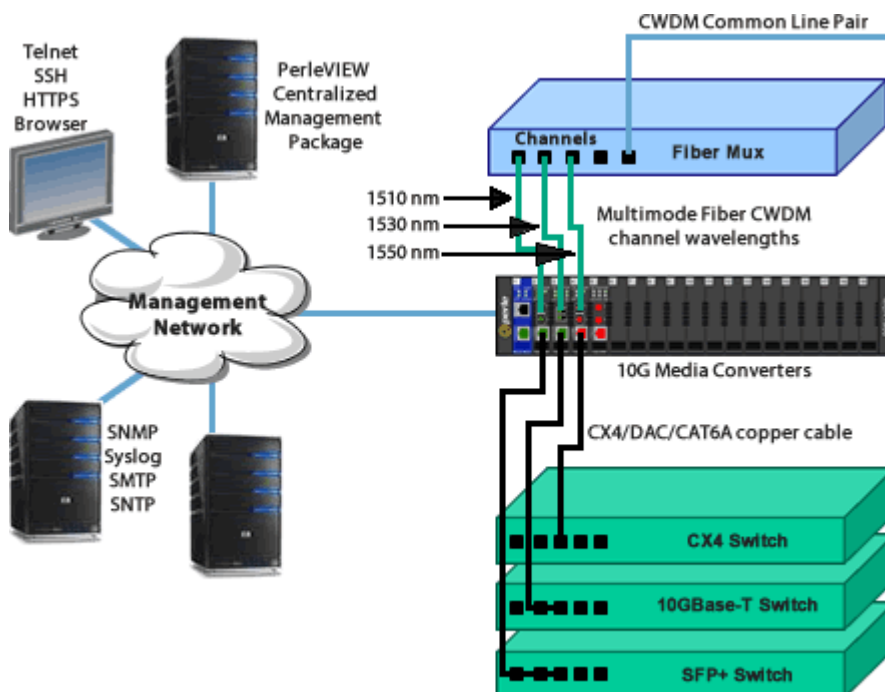 CWDM Common Line Pair
Telnet
SSH
HTTPS
Browser
PerleVIEW
Centralized
Management
Package
Channels
Fiber Mux
1510 nm
1530 nm
1550 nm
Multimode Fiber CWDM
channel wavelengths
Management
Network
perle
10G Media Converters
CX4/DAC/CAT6A copper cable
SNMP
Syslog
SMTP
SNTP
CX4 Switch
10GBase-T Switch
SFP+ Switch